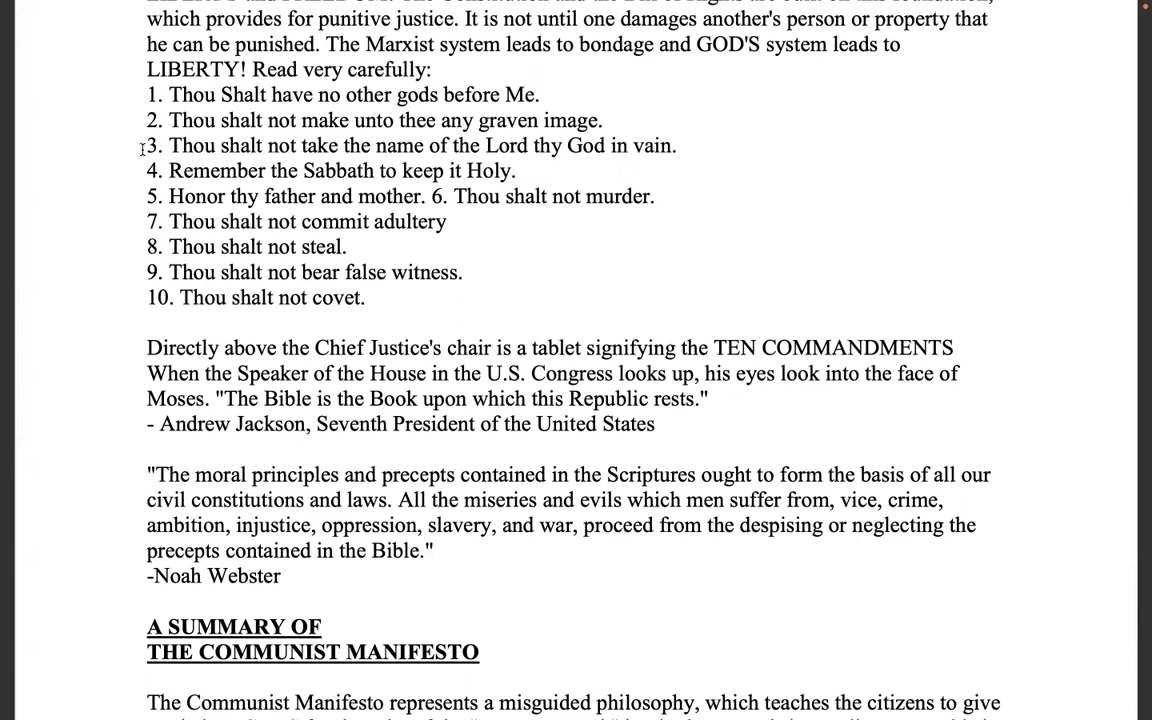 which provides for punitive justice. It is not until one damages another's person or property that
he can be punished. The Marxist system leads to bondage and GOD'S system leads to
LIBERTY! Read very carefully:
1. Thou Shalt have no other gods before Me.
2. Thou shalt not make unto thee any graven image.
3. Thou shalt not take the name of the Lord thy God in vain.
4. Remember the Sabbath to keep it Holy.
5. Honor thy father and mother. 6. Thou shalt not murder.
7. Thou shalt not commit adultery
8. Thou shalt not steal.
9. Thou shalt not bear false witness.
10. Thou shalt not covet.
Directly above the Chief Justice's chair is a tablet signifying the TEN COMMANDMENTS
When the Speaker of the House in the U.S. Congress looks up, his eyes look into the face of
Moses. "The Bible is the Book upon which this Republic rests."
- Andrew Jackson, Seventh President of the United States
"The moral principles and precepts contained in the Scriptures ought to form the basis of all our
civil constitutions and laws. All the miseries and evils which men suffer from, vice, crime,
ambition, injustice, oppression, slavery, and war, proceed from the despising or neglecting the
precepts contained in the Bible."
-Noah Webster
A SUMMARY OF
THE COMMUNIST MANIFESTO
The Communist Manifesto represents a misguided philosophy, which teaches the citizens to give